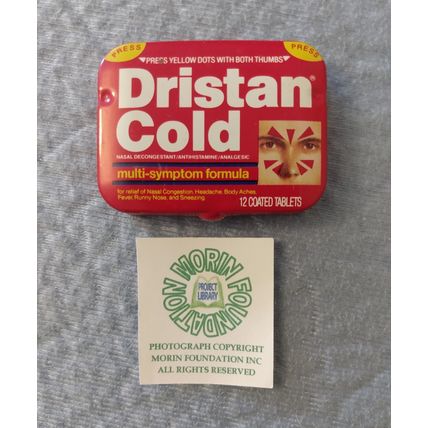 PRESS
PRESS
▼PRESS YELLOW DOTS WITH BOTH THUMBS▼
Dristan®
Cold
NASAL DECONGESTANT/ANTIHISTAMINE/ANALGESIC
multi-symptom formula
for relief of Nasal Congestion, Headache, Body Aches,
Fever, Runny Nose, and Sneezing
12 COATED TABLETS
MORIN FOUNDATION
PROJECT
LIBRARY
PHOTOGRAPH COPYRIGHT
MORIN FOUNDATION INC
ALL RIGHTS RESERVED